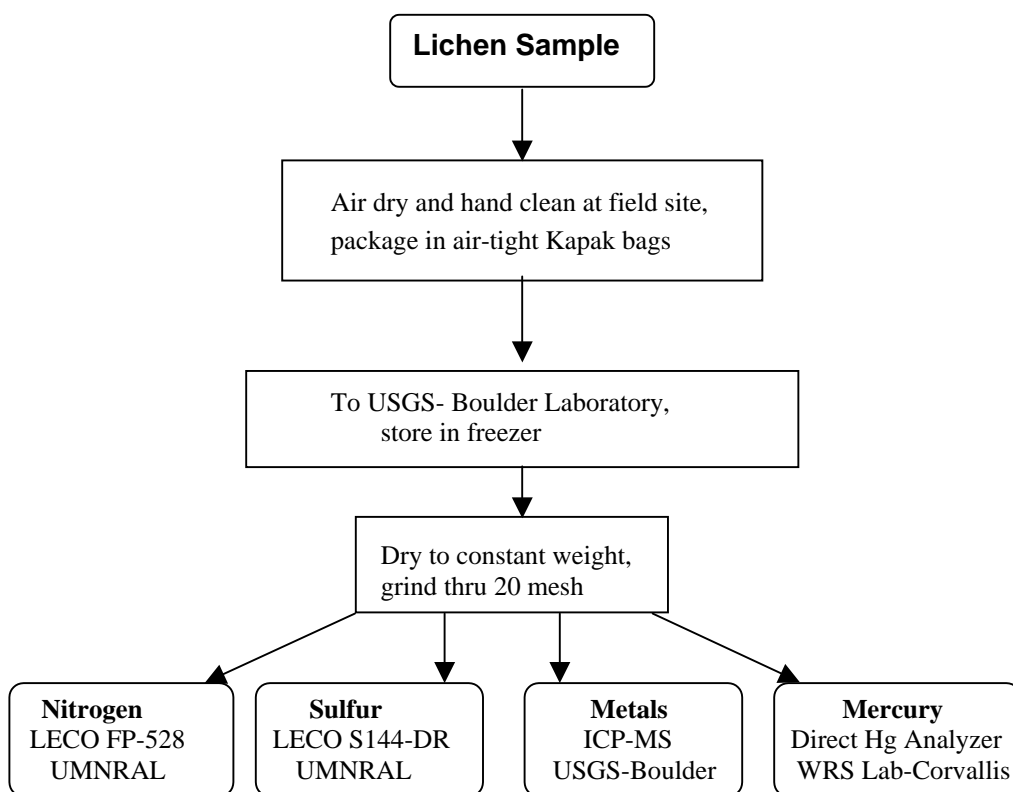 Lichen Sample
Air dry and hand clean at field site,
package in air-tight Kapak bags
To USGS- Boulder Laboratory,
store in freezer
Dry to constant weight,
grind thru 20 mesh
Nitrogen
LECO FP-528
UMNRAL
Sulfur
LECO S144-DR
UMNRAL
Metals
ICP-MS
USGS-Boulder
Mercury
Direct Hg Analyzer
WRS Lab-Corvallis